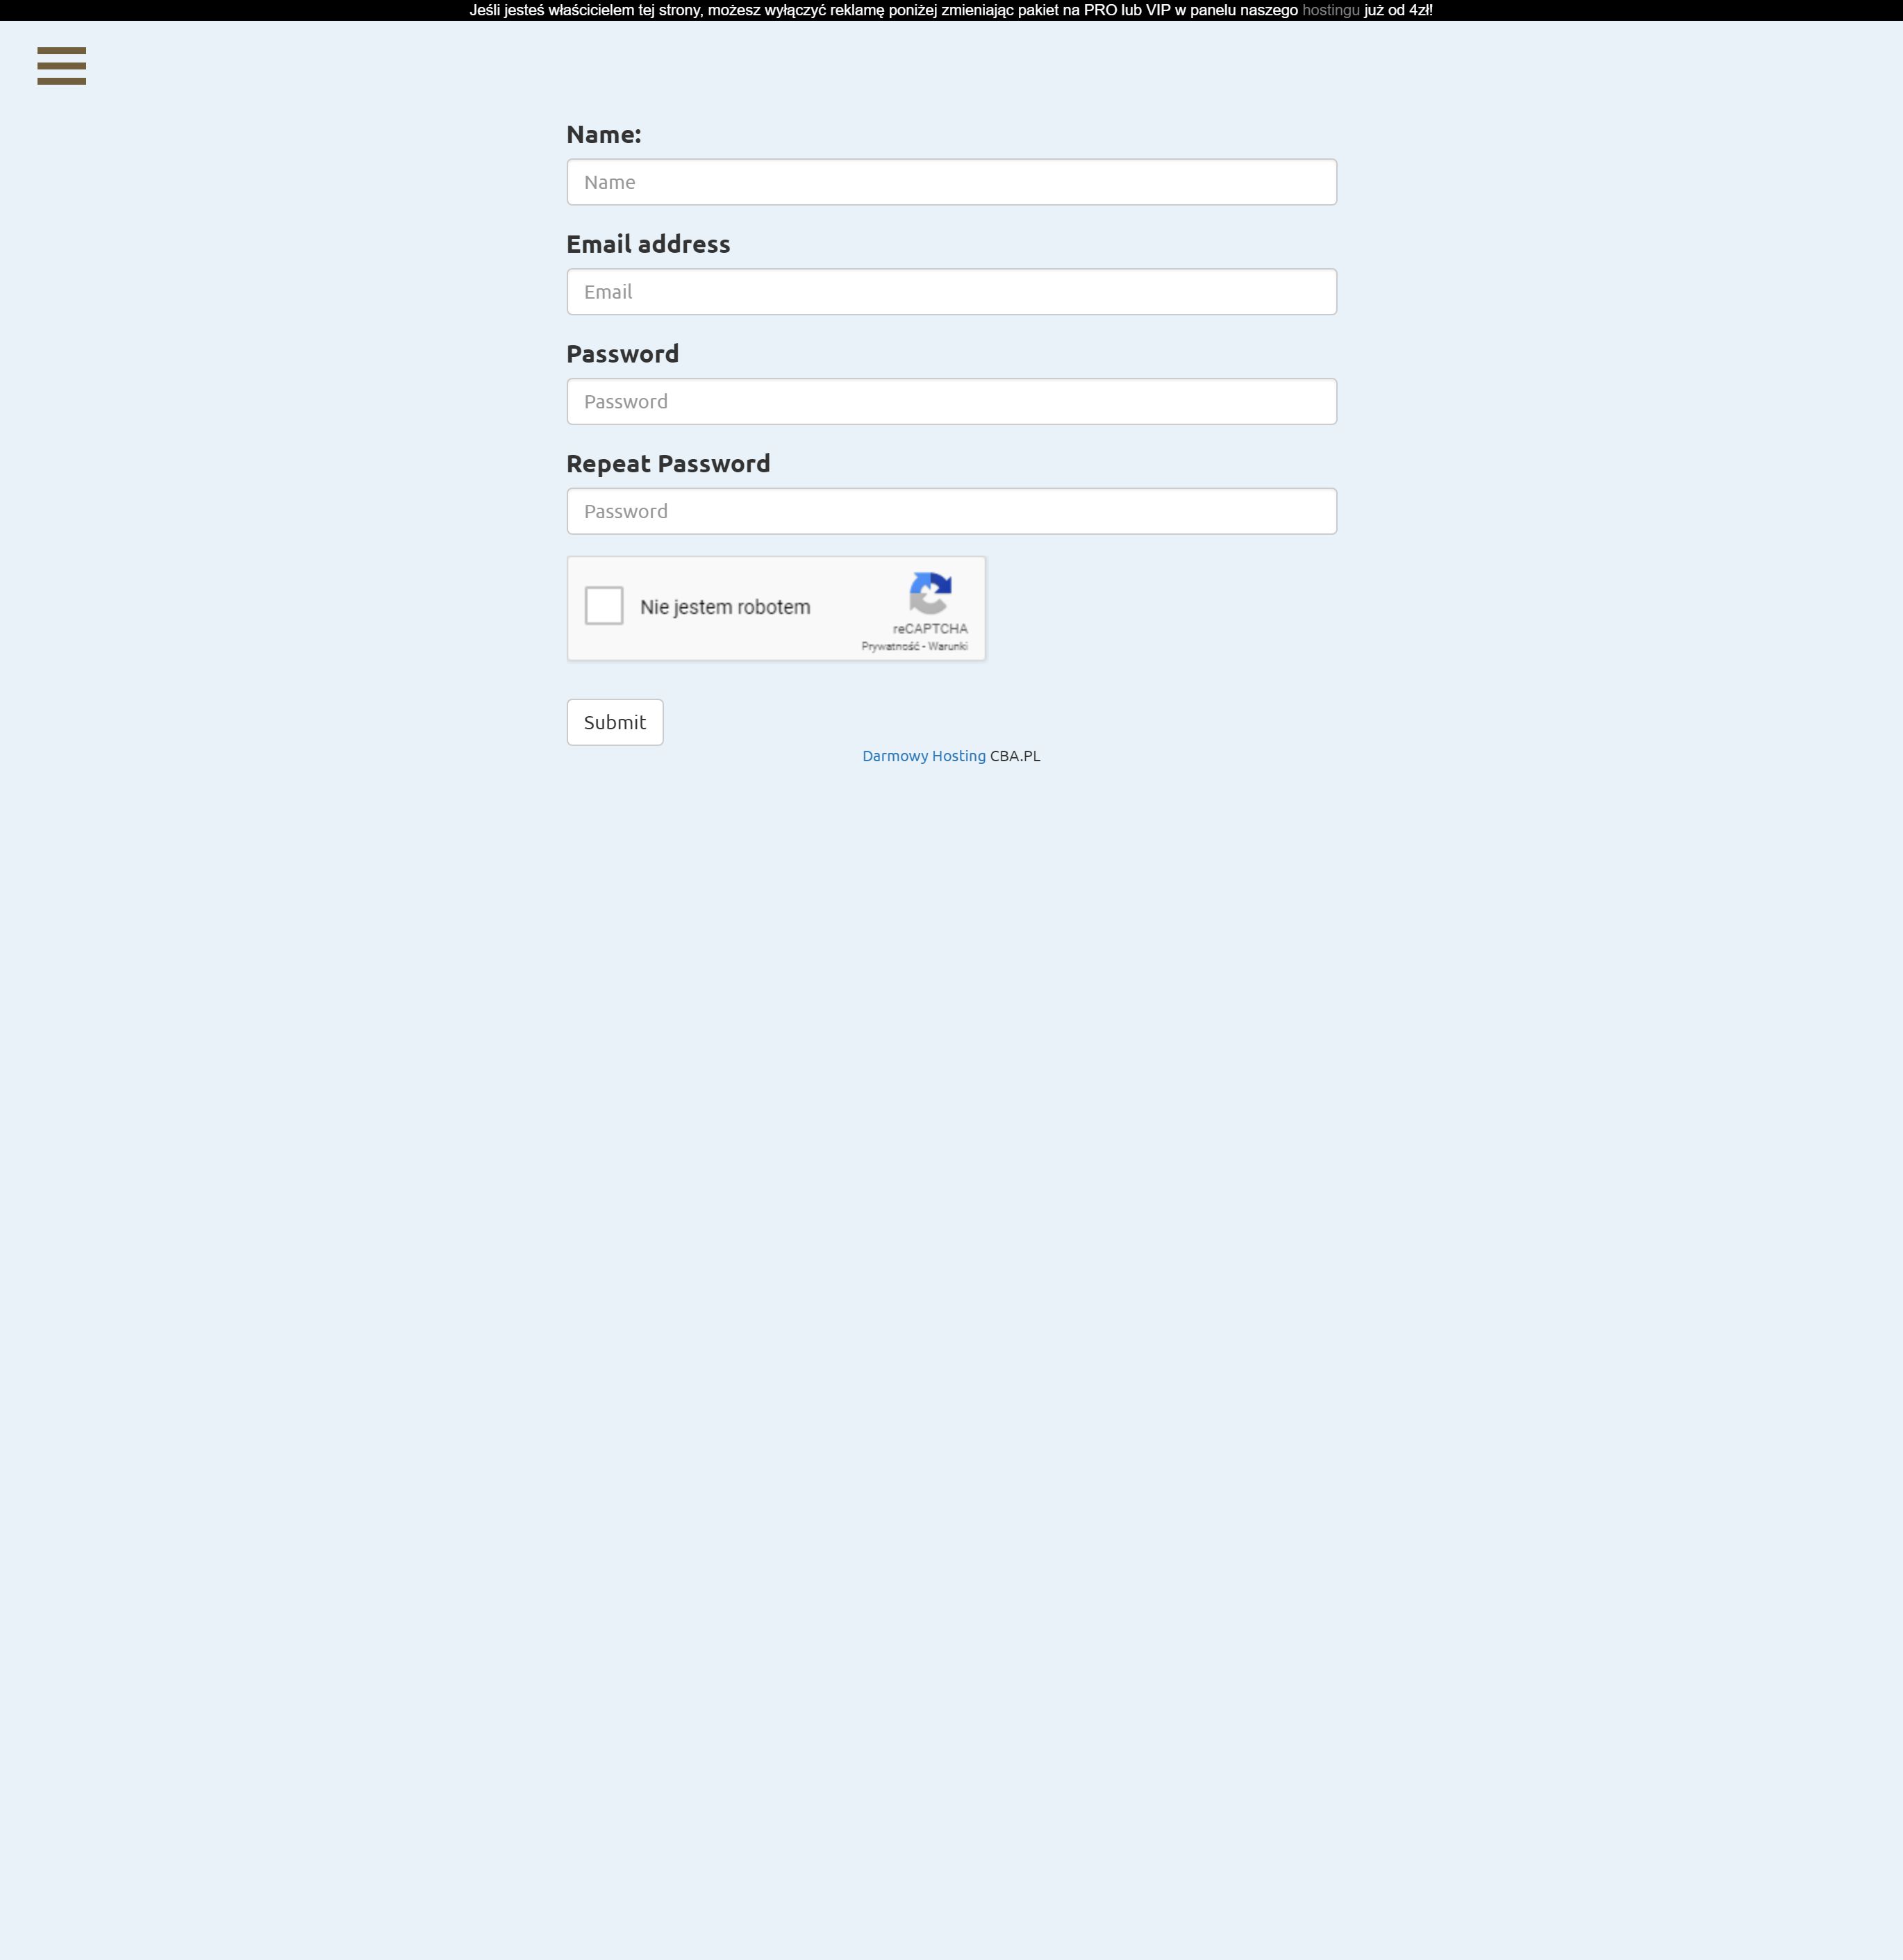 Jeśli jesteś właścicielem tej strony, możesz wyłączyć reklamę poniżej zmieniając pakiet na PRO lub VIP w panelu naszego hostingu już od 4zł!
Name:
Name
Email address
Email
Password
Password
Repeat Password
Password
Nie jestem robotem
reCAPTCHA
Prywatność - Warunki
Submit
Darmowy Hosting CBA.PL